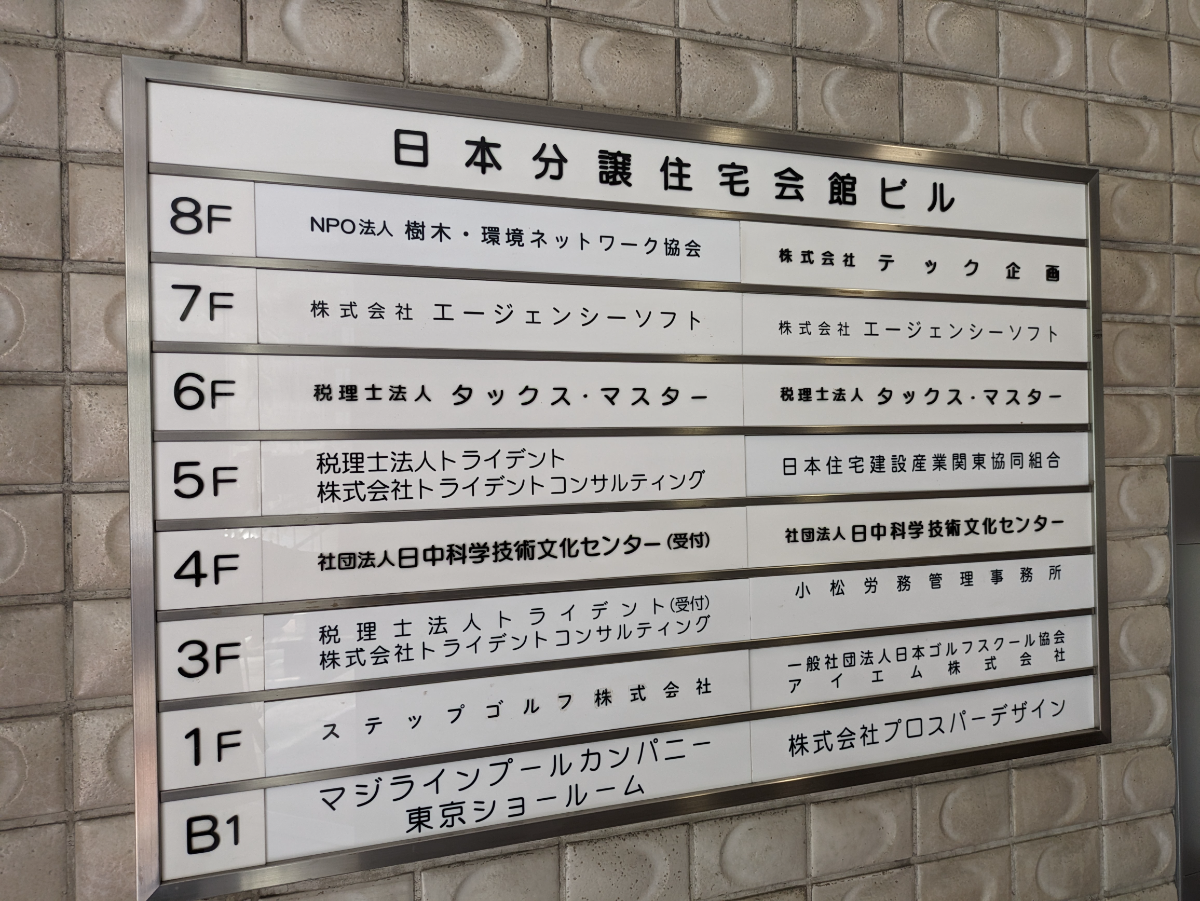 日本分譲住宅会館ビル
8F NPO法人 樹木・環境ネットワーク協会 株式会社 テック企画
7F 株式会社 エージェンシーソフト 株式会社 エージェンシーソフト
6F 税理士法人 タックス・マスター 税理士法人 タックス・マスター
5F 税理士法人トライデント
株式会社トライデントコンサルティング
日本住宅建設産業関東協同組合
4F 社団法人日中科学技術文化センター(受付) 社団法人日中科学技術文化センター
3F 税理士法人トライデント(受付)
株式会社トライデントコンサルティング
小松労務管理事務所
1F ステップゴルフ株式会社
一般社団法人日本ゴルフスクール協会
アイエム株式会社
B1 マジラインプールカンパニー
東京ショールーム
株式会社プロスパーデザイン